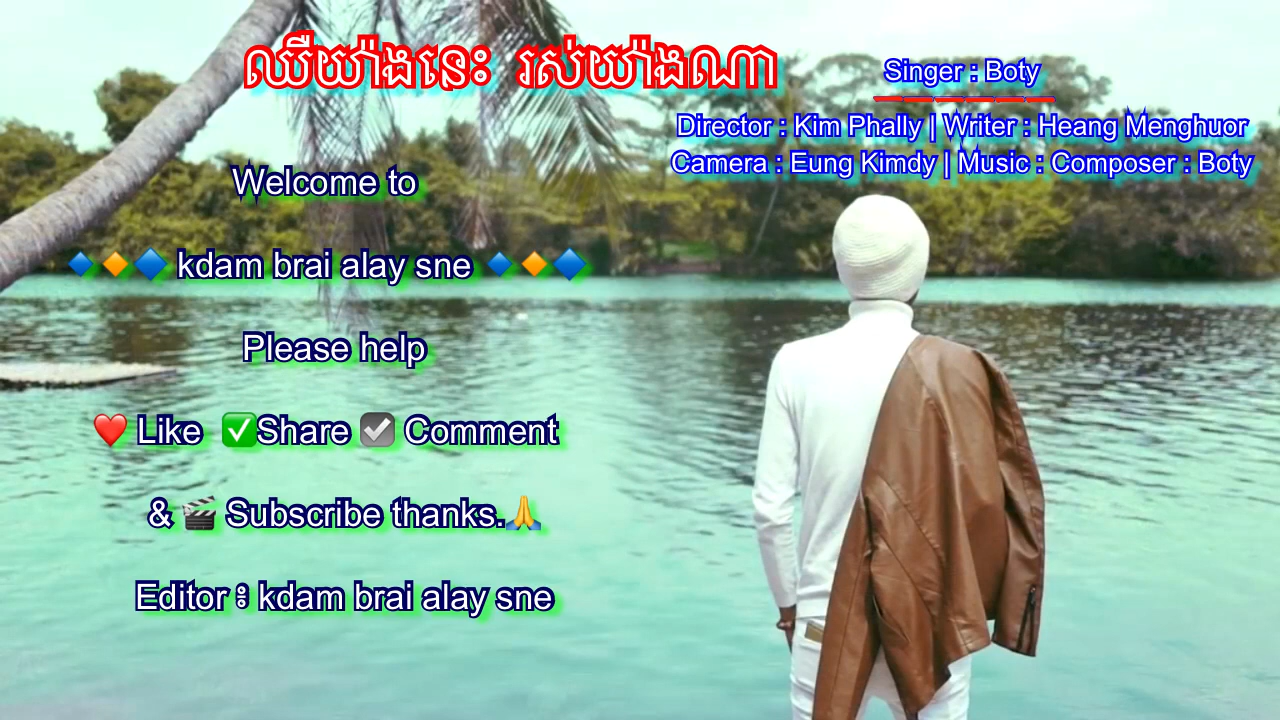 ឈឺយ៉ាងនេះ រស់យ៉ាងណា
Singer : Boty
Director : Kim Phally | Writer : Heang Menghuor
Camera : Eung Kimdy | Music : Composer : Boty
Welcome to
🔹🔸🔷 kdam brai alay sne 🔹🔸🔷
Please help
❤️ Like ✅Share ☑️ Comment
& 🎬 Subscribe thanks.🙏
Editor ៖ kdam brai alay sne